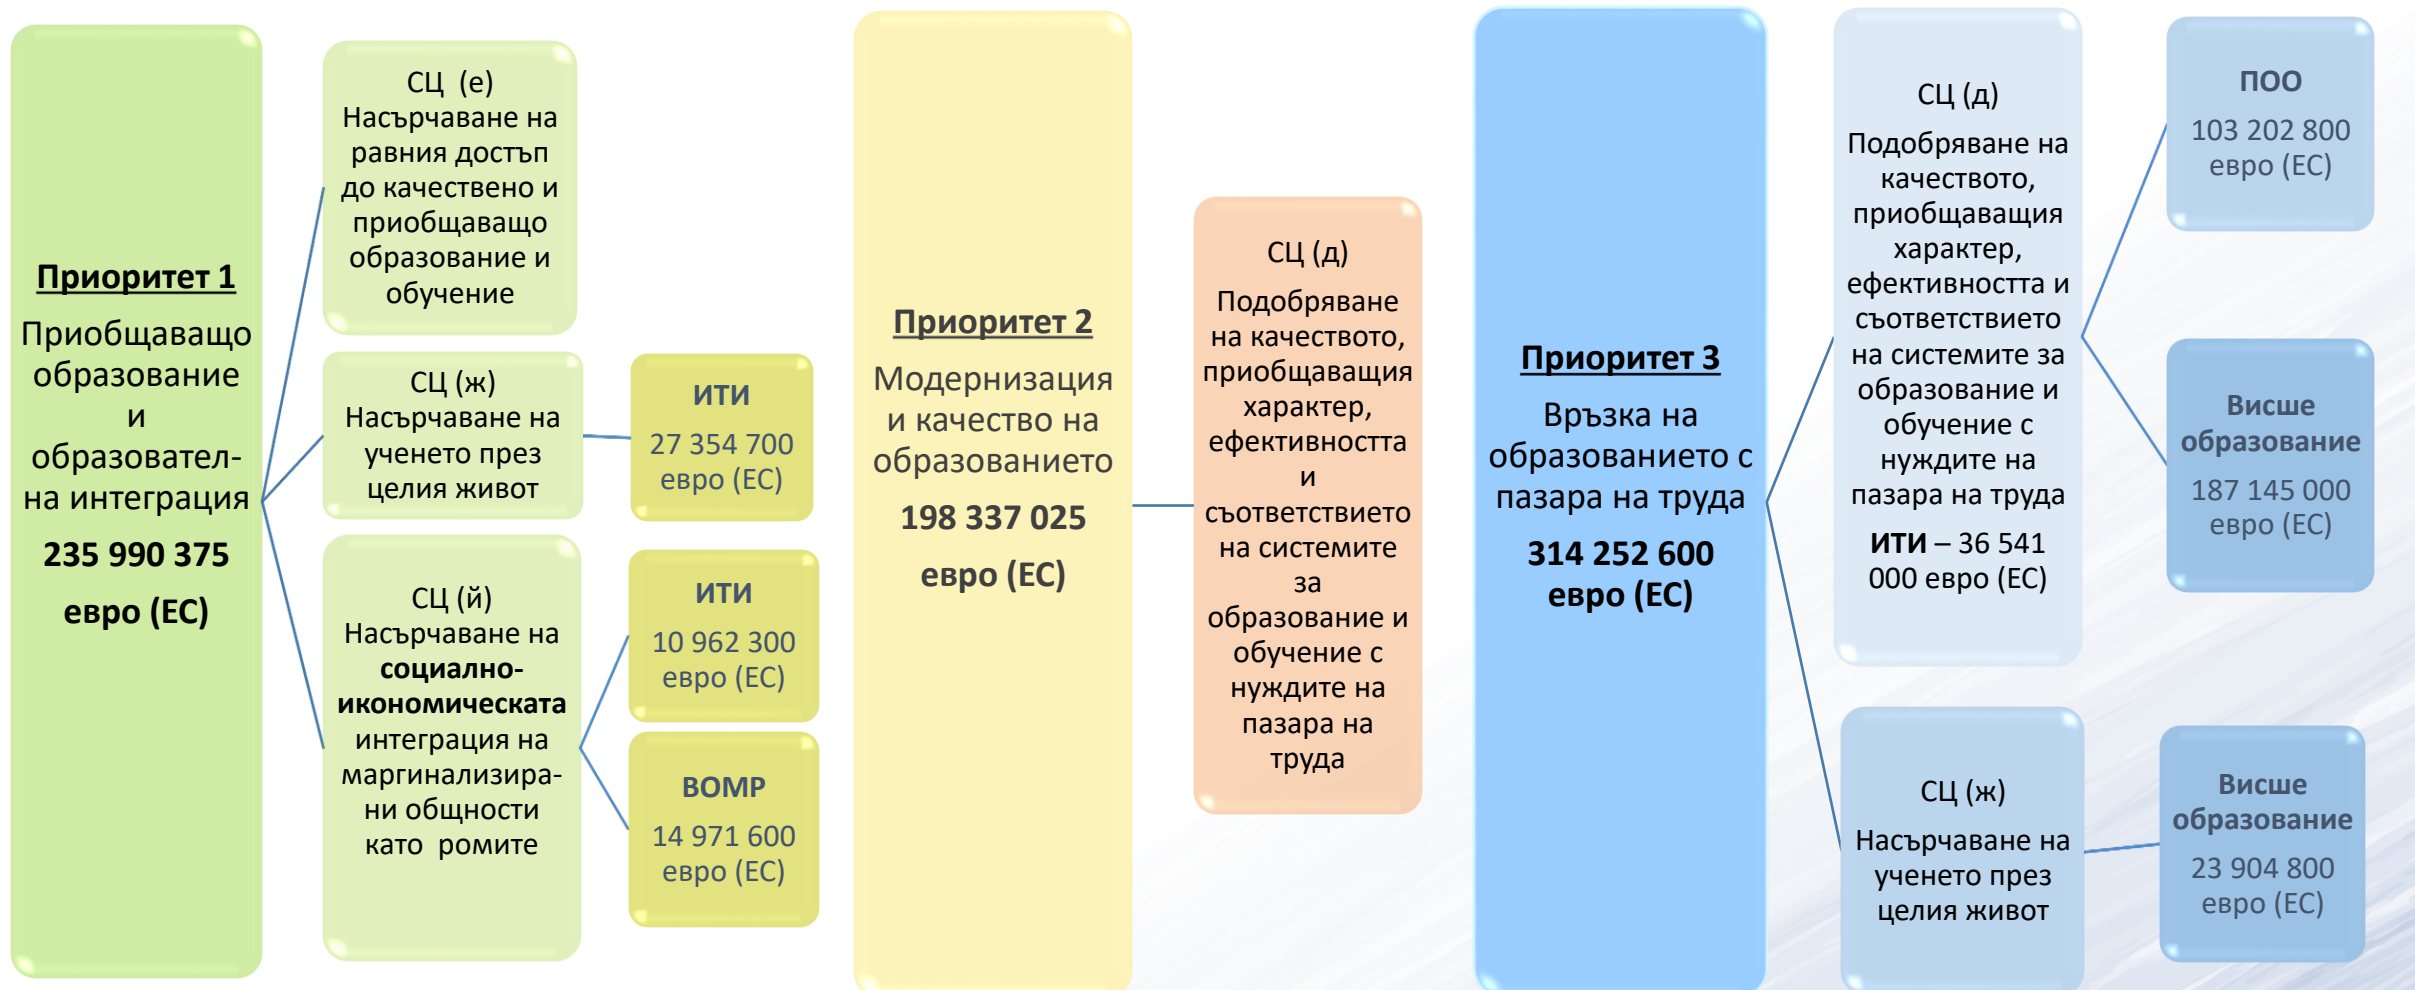 Приоритет 1
Приобщаващо
образование
и
образовател-
на интеграция
235 990 375
евро (ЕС)
СЦ (е)
Насърчаване на
равния достъп
до качествено и
приобщаващо
образование и
обучение
СЦ (ж)
Насърчаване на
ученето през
целия живот
ИТИ
27 354 700
евро (ЕС)
СЦ (й)
Насърчаване на
социално-
икономическата
интеграция на
маргинализира-
ни общности
като ромите
ИТИ
10 962 300
евро (ЕС)
ВОМР
14 971 600
евро (ЕС)
Приоритет 2
Модернизация
и качество на
образованието
198 337 025
евро (ЕС)
СЦ (д)
Подобряване
на качеството,
приобщаващия
характер,
ефективността
и
съответствието
на системите
за
образование и
обучение с
нуждите на
пазара на
труда
Приоритет 3
Връзка на
образованието с
пазара на труда
314 252 600
евро (ЕС)
СЦ (д)
Подобряване на
качеството,
приобщаващия
характер,
ефективността и
съответствието
на системите за
образование и
обучение с
нуждите на
пазара на труда
ИТИ – 36 541
000 евро (ЕС)
ПОО
103 202 800
евро (ЕС)
Висше
образование
187 145 000
евро (ЕС)
СЦ (ж)
Насърчаване на
ученето през
целия живот
Висше
образование
23 904 800
евро (ЕС)